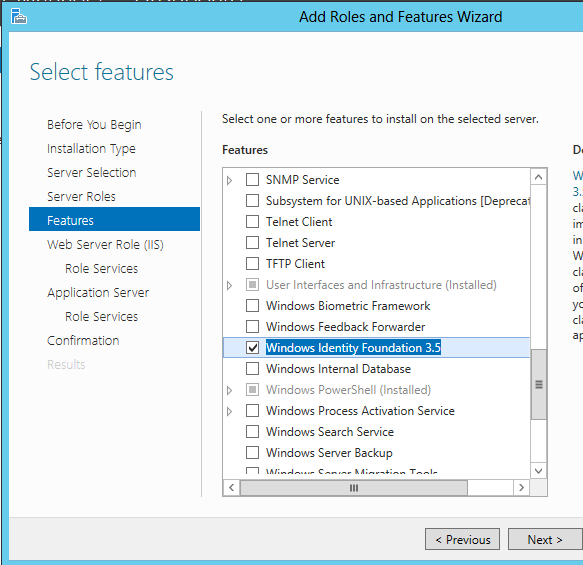 Add Roles and Features Wizard
Select features
Before You Begin
Installation Type
Server Selection
Server Roles
Features
Web Server Role (IIS)
Role Services
Application Server
Role Services
Confirmation
Results
Select one or more features to install on the selected server.
Features
SNMP Service
Subsystem for UNIX-based Applications [Deprecat
Telnet Client
Telnet Server
TFTP Client
User Interfaces and Infrastructure (Installed)
Windows Biometric Framework
Windows Feedback Forwarder
Windows Identity Foundation 3.5
Windows Internal Database
Windows PowerShell (Installed)
Windows Process Activation Service
Windows Search Service
Windows Server Backup
Windows Server Migration Tools
De
W
3.
cla
im
in
W
cla
of
yo
cla
ap
< Previous
Next >